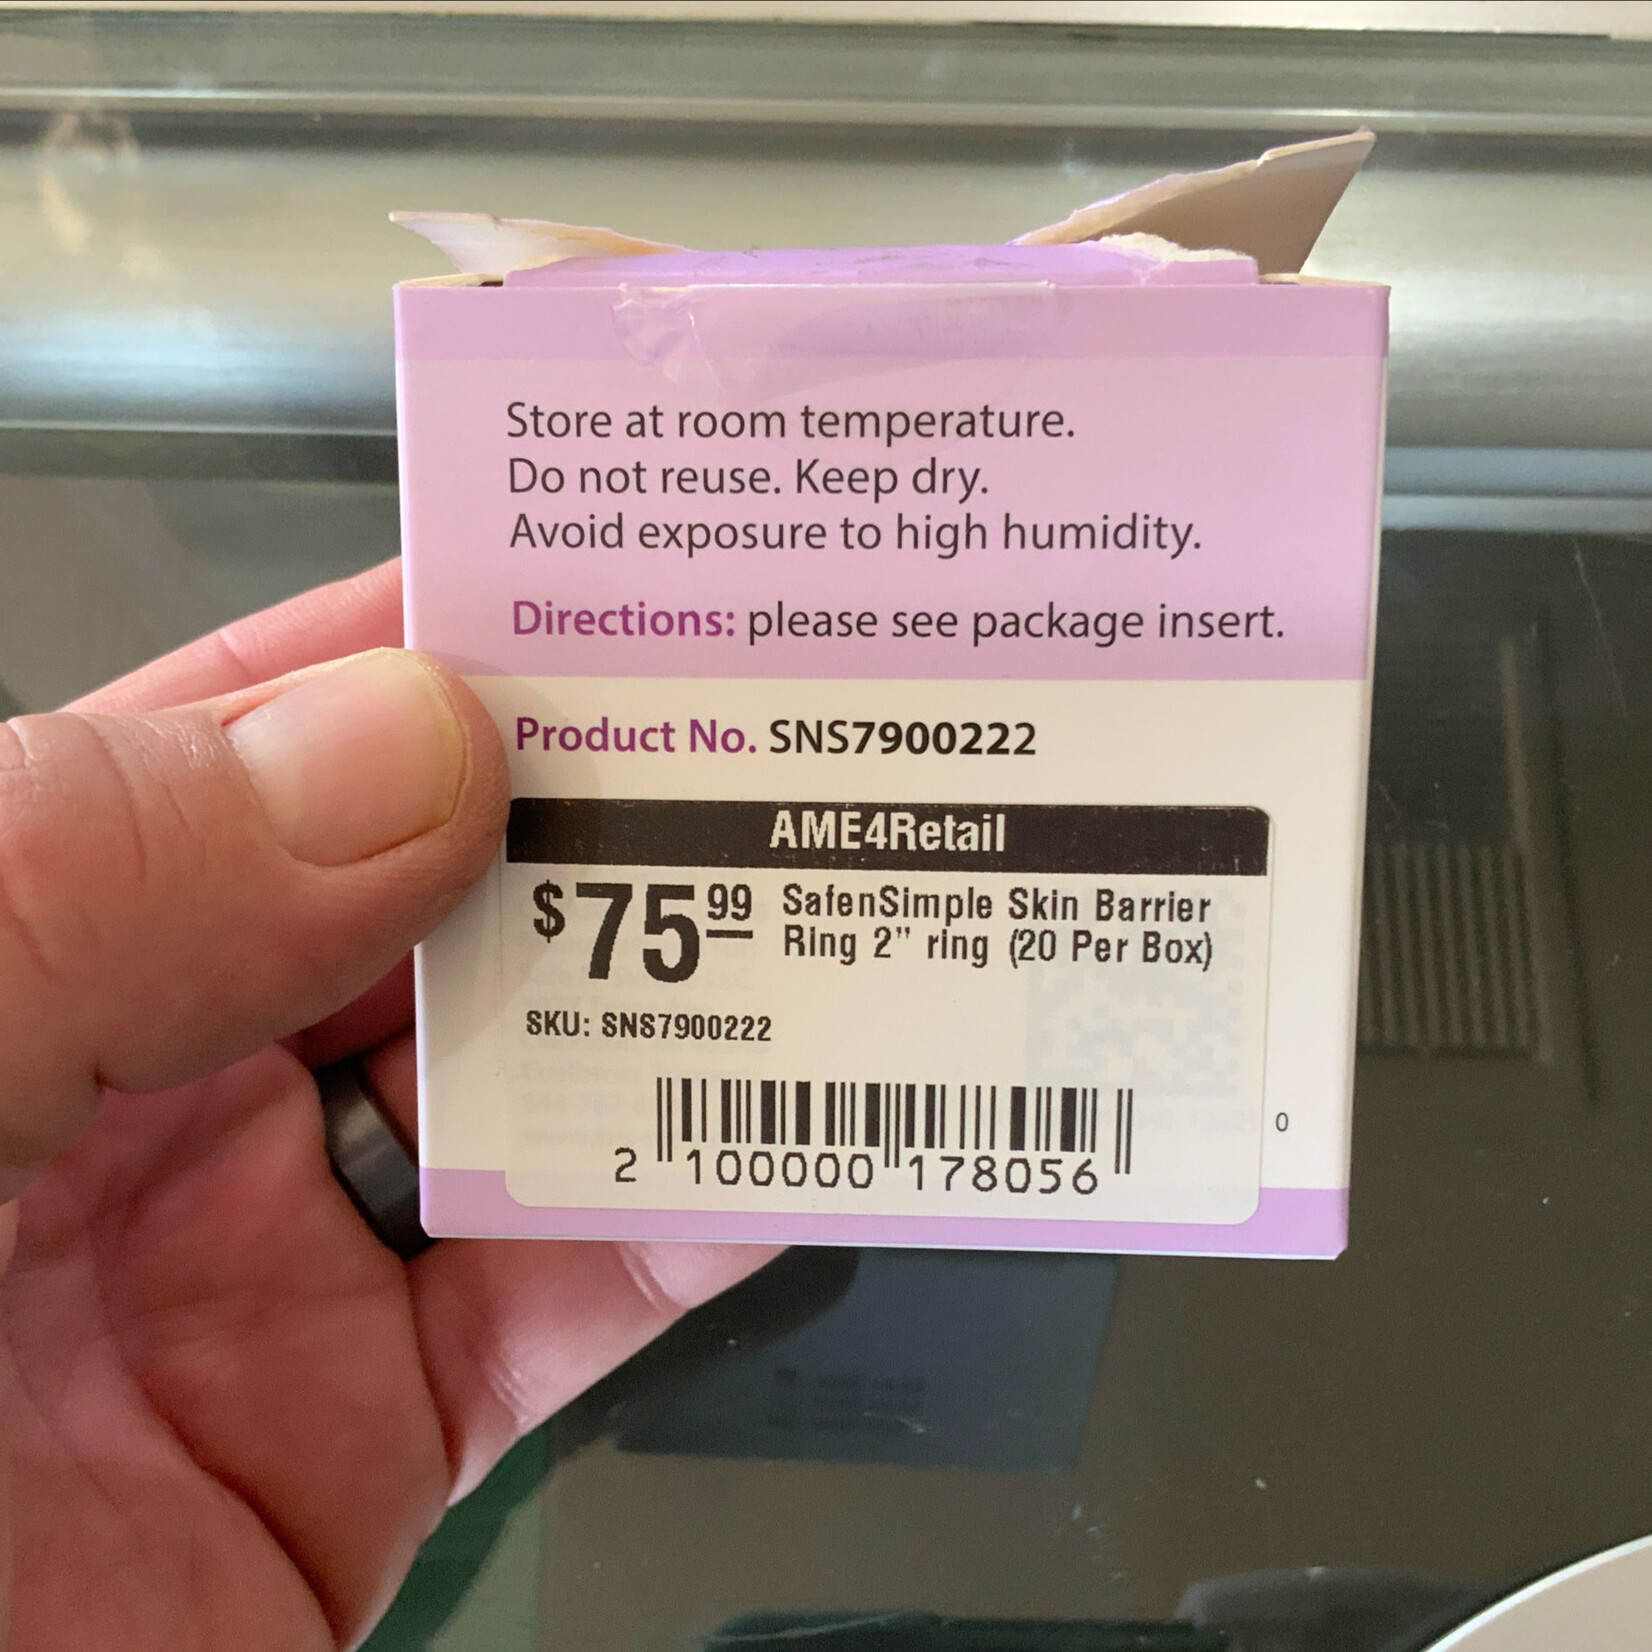 Store at room temperature.
Do not reuse. Keep dry.
Avoid exposure to high humidity.
Directions: please see package insert.
Product No. SNS7900222
AME4Retail
$75.99 SafenSimple Skin Barrier
Ring 2" ring (20 Per Box)
SKU: SNS7900222
0
2 100000 178056